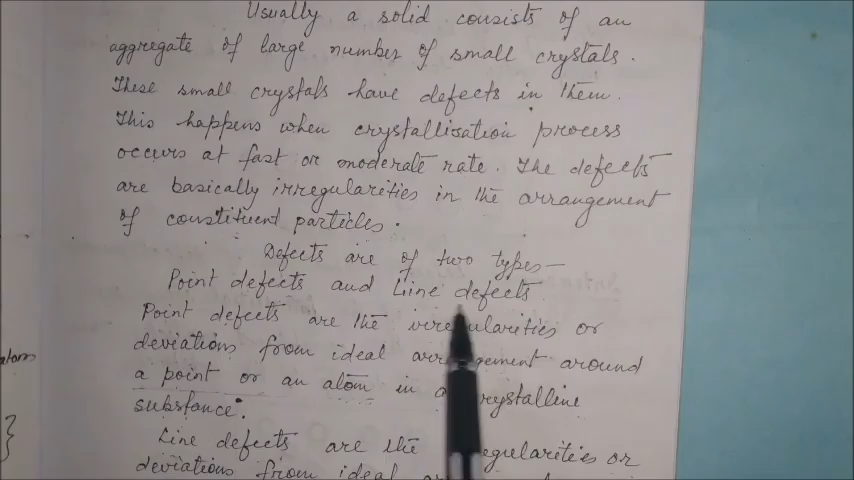 Usually a solid consists of an
aggregate of large number of small crystals.
These small crystals have defects in them.
This happens when crystallisation process
occurs at fast or moderate rate. The defects
are basically irregularities in the arrangement
of constituent particles.
Defects are of two types—
Point defects and Line defects
Point defects are the irregularities or
deviations from ideal arrangement around
a point or an atom in a crystalline
substance.
Line defects are the regularities or
deviations from ideal
atom